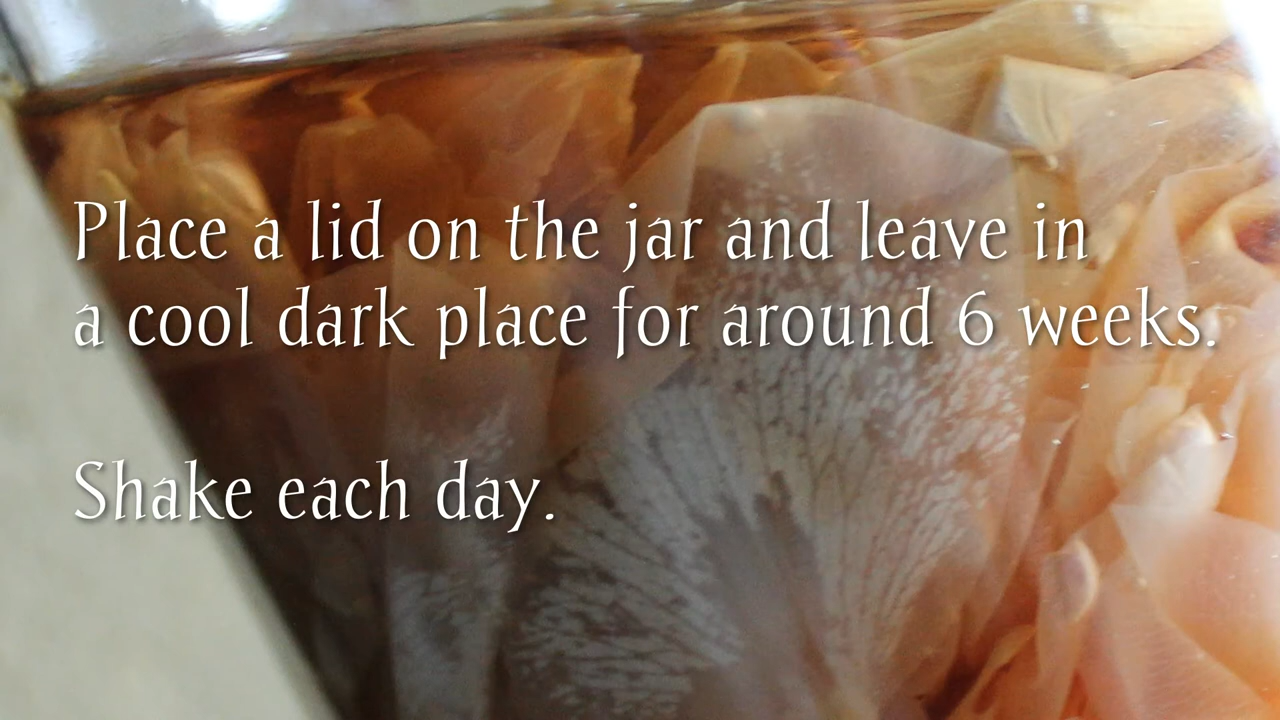 Place a lid on the jar and leave in
a cool dark place for around 6 weeks.
Shake each day.